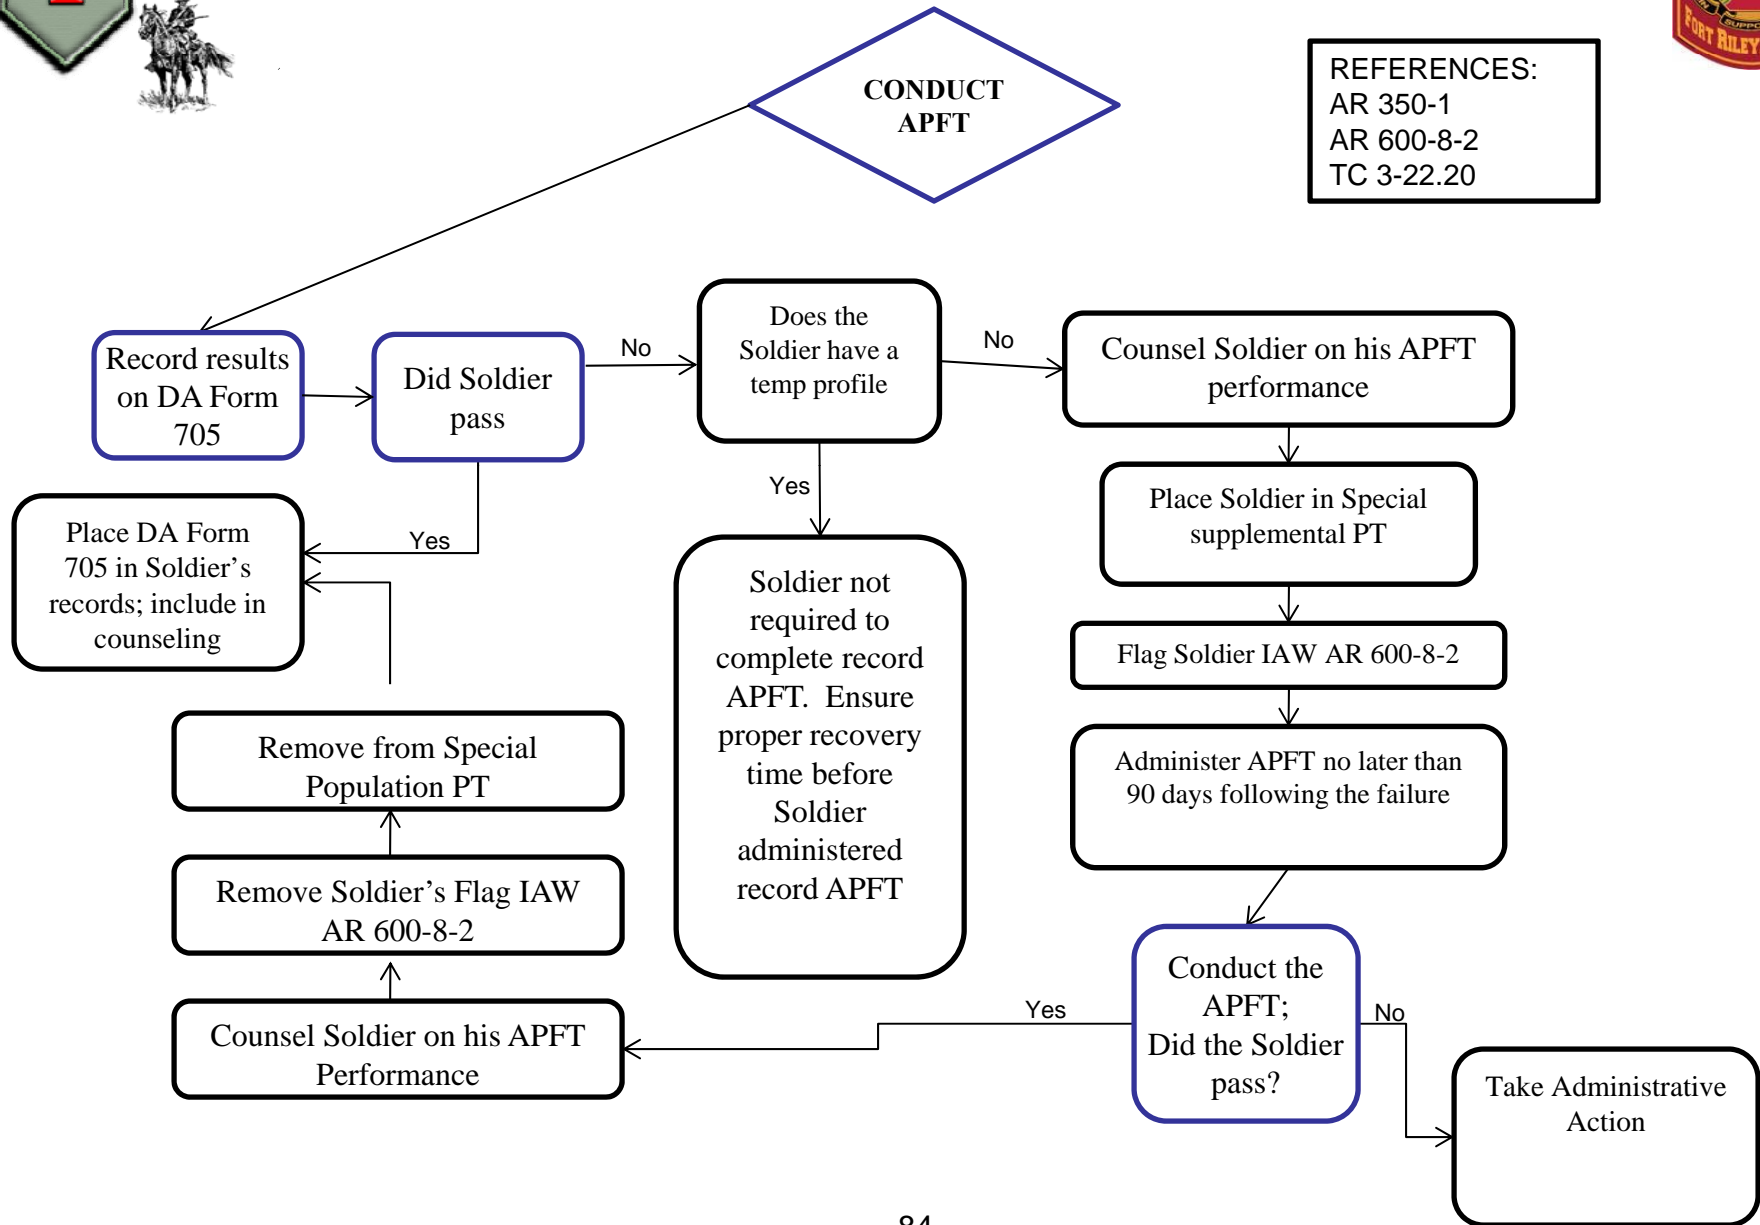 CONDUCT
APFT
REFERENCES:
AR 350-1
AR 600-8-2
TC 3-22.20
FORT RILEY
Record results
on DA Form
705
Did Soldier
pass
No
Does the
Soldier have a
temp profile
No
Counsel Soldier on his APFT
performance
Yes
Yes
Place DA Form
705 in Soldier’s
records; include in
counseling
Soldier not
required to
complete record
APFT. Ensure
proper recovery
time before
Soldier
administered
record APFT
Place Soldier in Special
supplemental PT
Flag Soldier IAW AR 600-8-2
Administer APFT no later than
90 days following the failure
Remove from Special
Population PT
Remove Soldier’s Flag IAW
AR 600-8-2
Counsel Soldier on his APFT
Performance
Yes
Conduct the
APFT;
Did the Soldier
pass?
No
Take Administrative
Action
84